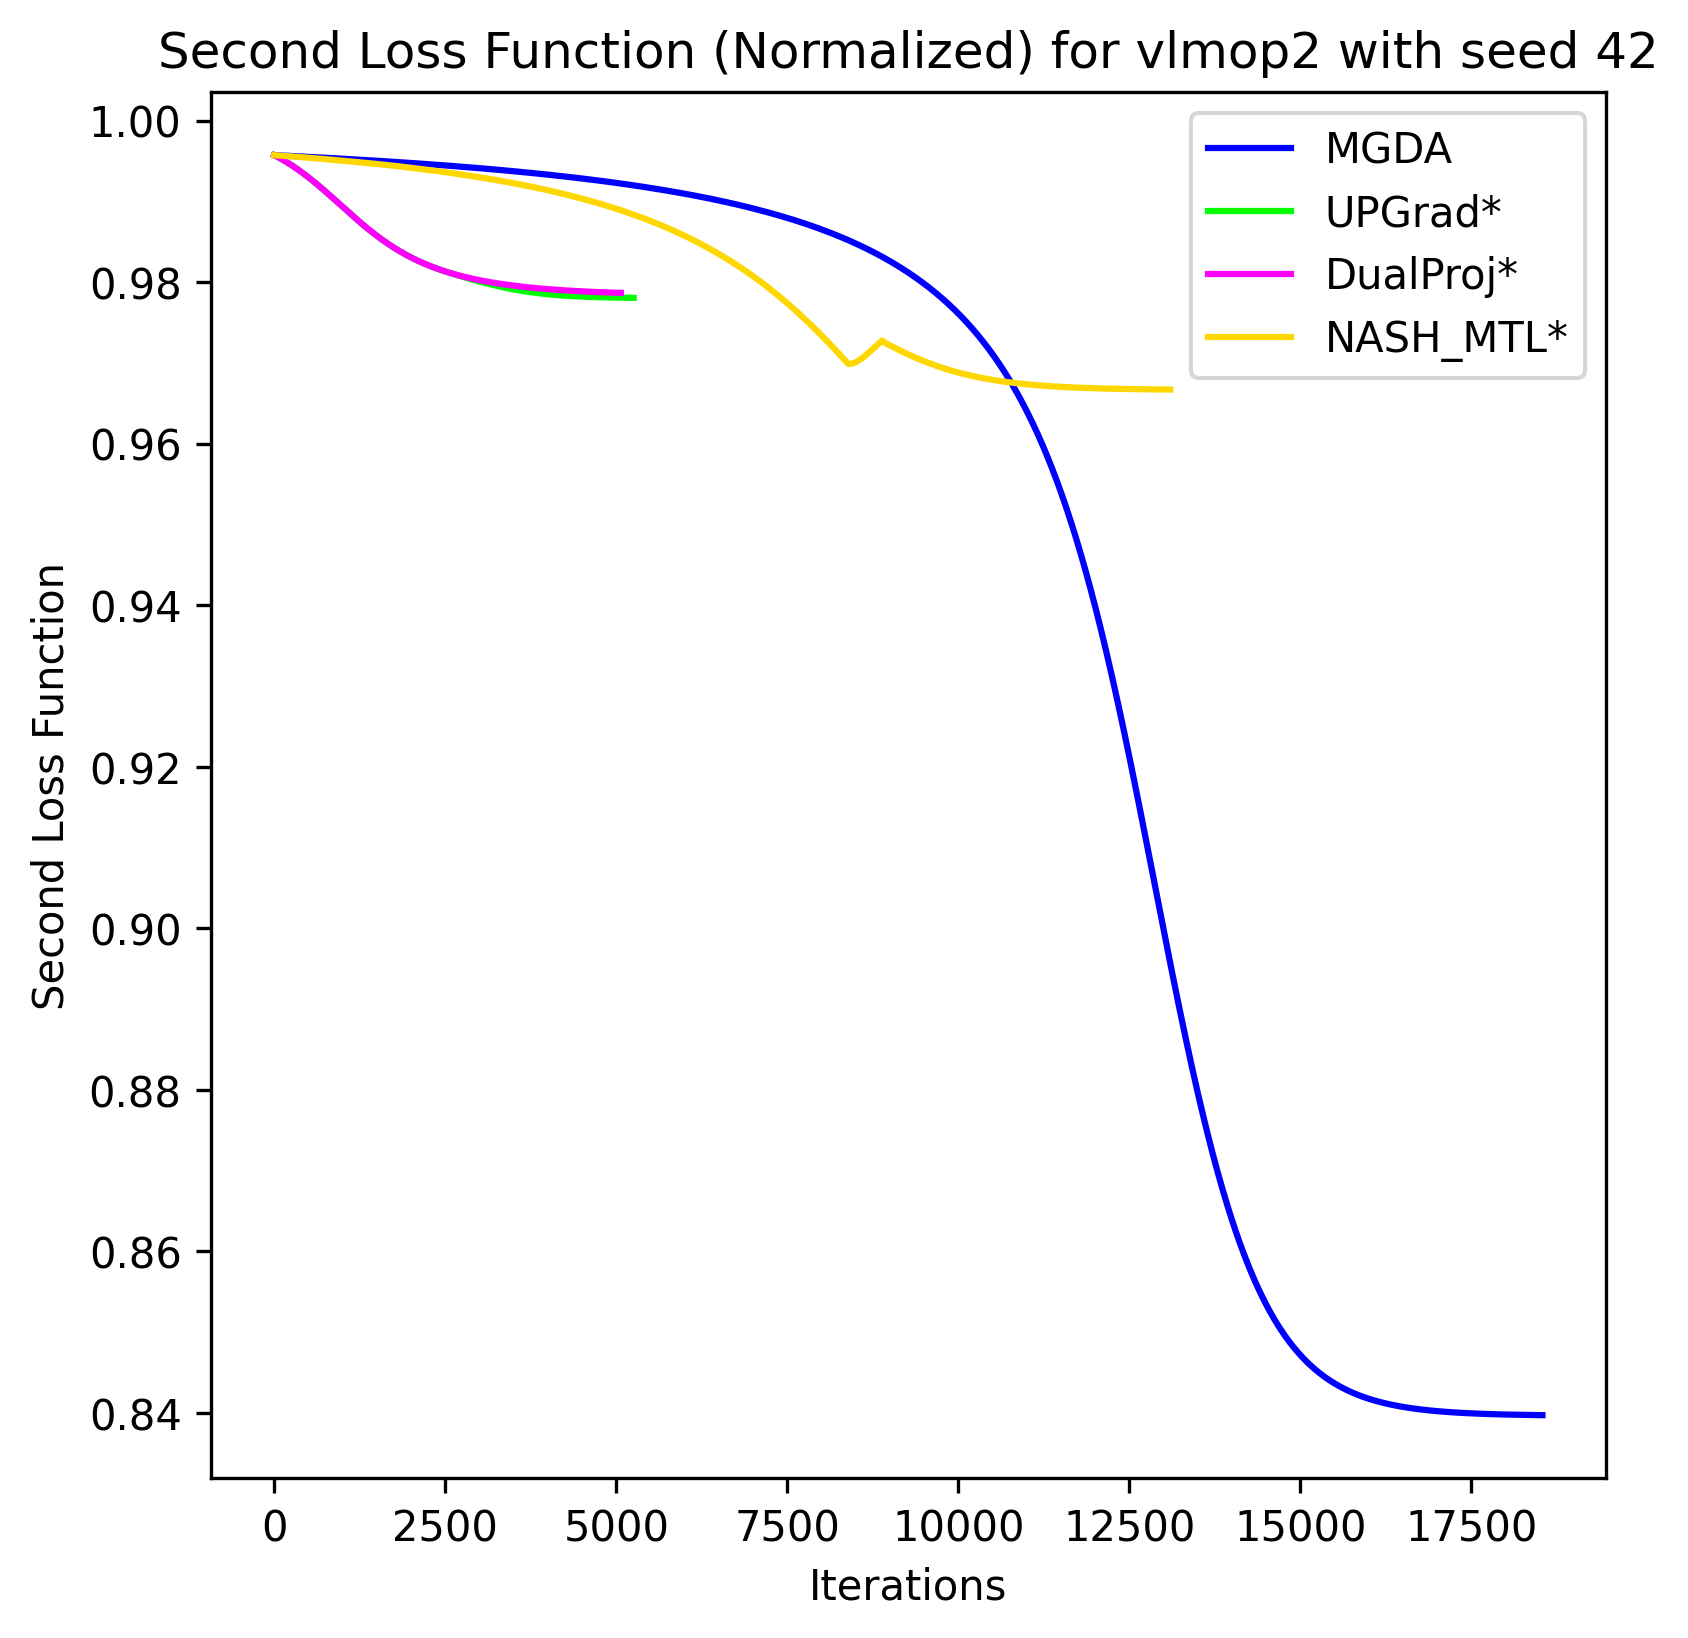 Second Loss Function (Normalized) for vlmop2 with seed 42
1.00
0.98
0.96
0.94
0.92
0.90
0.88
0.86
0.84
Second Loss Function
MGDA
UPGrad*
DualProj*
NASH_MTL*
0 2500 5000 7500 10000 12500 15000 17500
Iterations